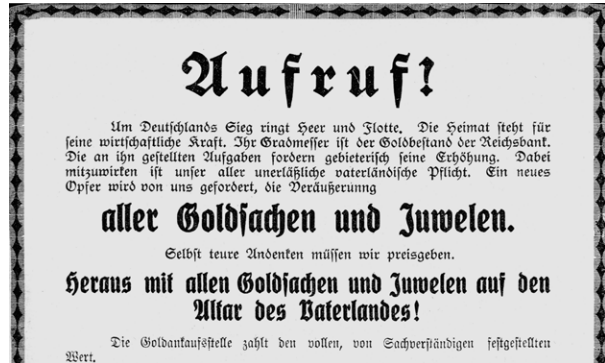 Aufruf!
Um Deutschlands Sieg ringt Heer und Flotte. Die Heimat steht für
seine wirtschaftliche Kraft. Ihr Gradmesser ist der Goldbestand der Reichsbank.
Die an ihn gestellten Aufgaben fordern gebieterisch seine Erhöhung. Dabei
mitzuwirken ist unser aller unerläßliche vaterländische Pflicht. Ein neues
Opfer wird von uns gefordert, die Veräußerunng
aller Goldsachen und Juwelen.
Selbst teure Andenken müssen wir preisgeben.
Heraus mit allen Goldsachen und Juwelen auf den
Altar des Vaterlandes!
Die Goldankaufsstelle zahlt den vollen, von Sachverständigen festgestellten
Wert.